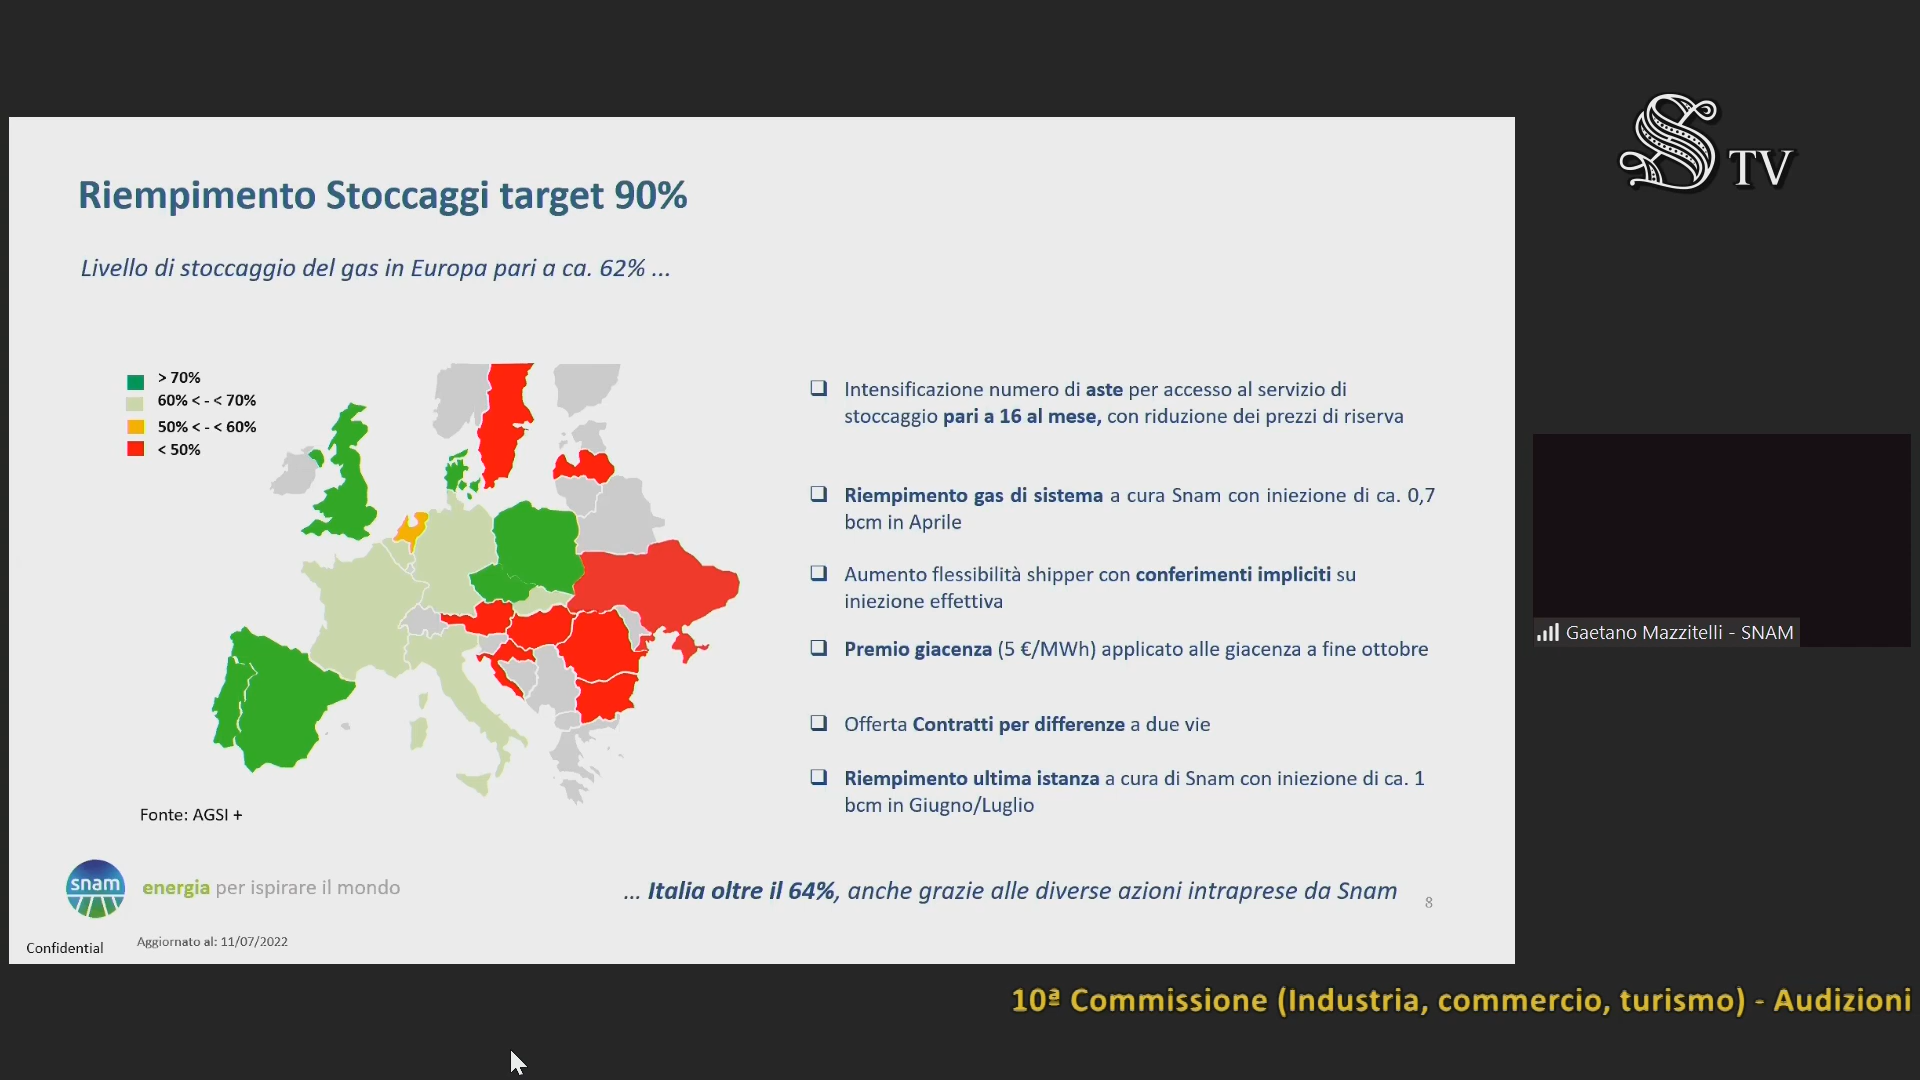 TV
Riempimento Stoccaggi target 90%
Livello di stoccaggio del gas in Europa pari a ca. 62% ...
> 70%
60% < - < 70%
50% < - < 60%
< 50%
Fonte: AGSI +
Intensificazione numero di aste per accesso al servizio di
stoccaggio pari a 16 al mese, con riduzione dei prezzi di riserva
Riempimento gas di sistema a cura Snam con iniezione di ca. 0,7
bcm in Aprile
Aumento flessibilità shipper con conferimenti impliciti su
iniezione effettiva
Premio giacenza (5 €/MWh) applicato alle giacenza a fine ottobre
Offerta Contratti per differenze a due vie
Riempimento ultima istanza a cura di Snam con iniezione di ca. 1
bcm in Giugno/Luglio
snam
energia per ispirare il mondo
... Italia oltre il 64%, anche grazie alle diverse azioni intraprese da Snam
8
Confidential
Aggiornato al: 11/07/2022
Gaetano Mazzitelli - SNAM
10ª Commissione (Industria, commercio, turismo) - Audizioni